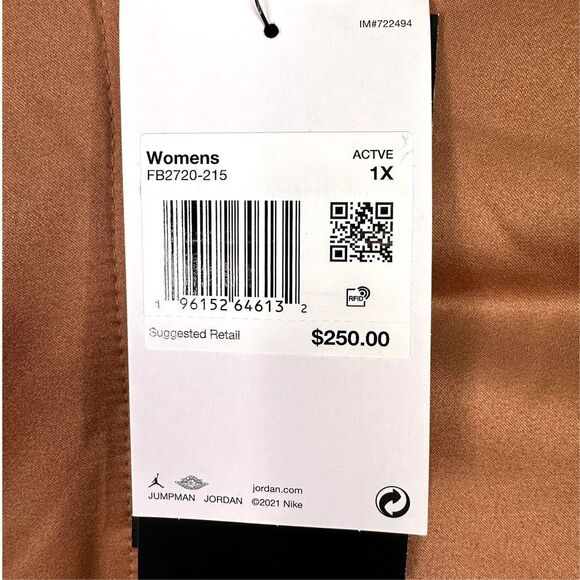 IM#722494
Womens ACTVE
FB2720-215 1X
1 96152 64613 2
RFID
Suggested Retail $250.00
jordan.com
JUMPMAN JORDAN ©2021 Nike